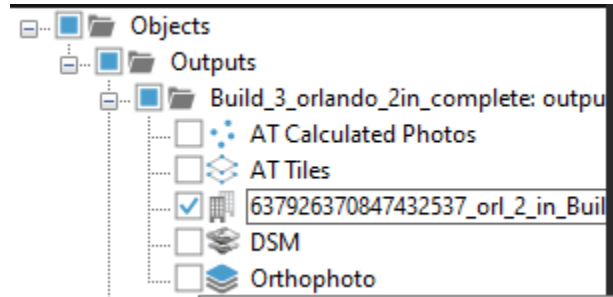 Objects
Outputs
Build_3_orlando_2in_complete: outpu
AT Calculated Photos
AT Tiles
637926370847432537_orl_2_in_Buil
DSM
Orthophoto